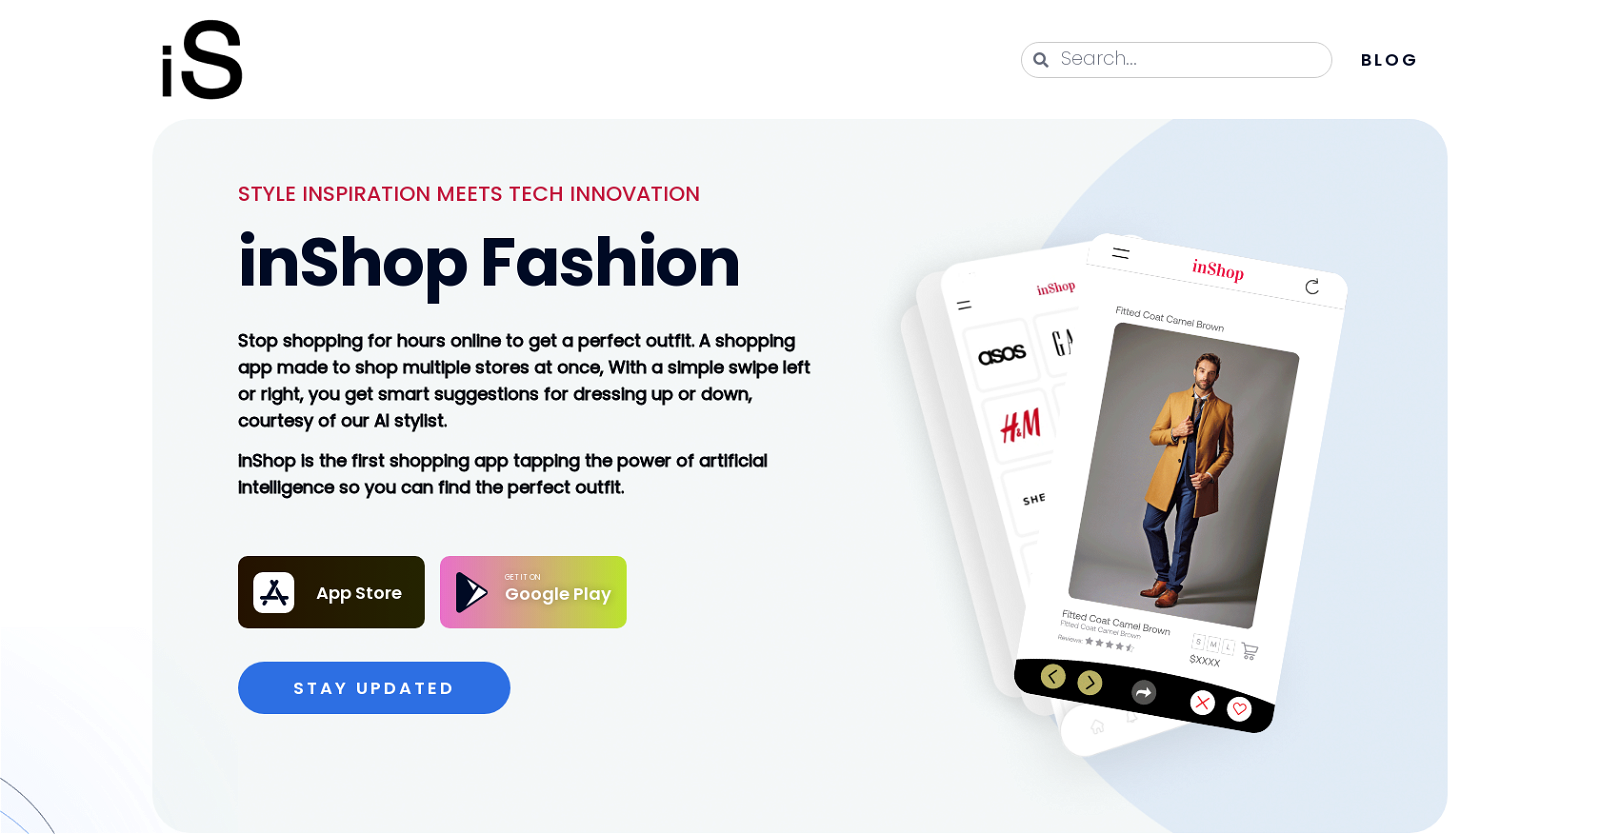 iS
Search...
BLOG
STYLE INSPIRATION MEETS TECH INNOVATION
inShop Fashion
Stop shopping for hours online to get a perfect outfit. A shopping
app made to shop multiple stores at once, With a simple swipe left
or right, you get smart suggestions for dressing up or down,
courtesy of our AI stylist.
inShop is the first shopping app tapping the power of artificial
intelligence so you can find the perfect outfit.
App Store
GET IT ON
Google Play
STAY UPDATED
inShop
asos
GA
H&M
SHE
inShop
Fitted Coat Camel Brown
Fitted Coat Camel Brown
Fitted Coat Camel Brown
Reviews:
S M L
$XXXX